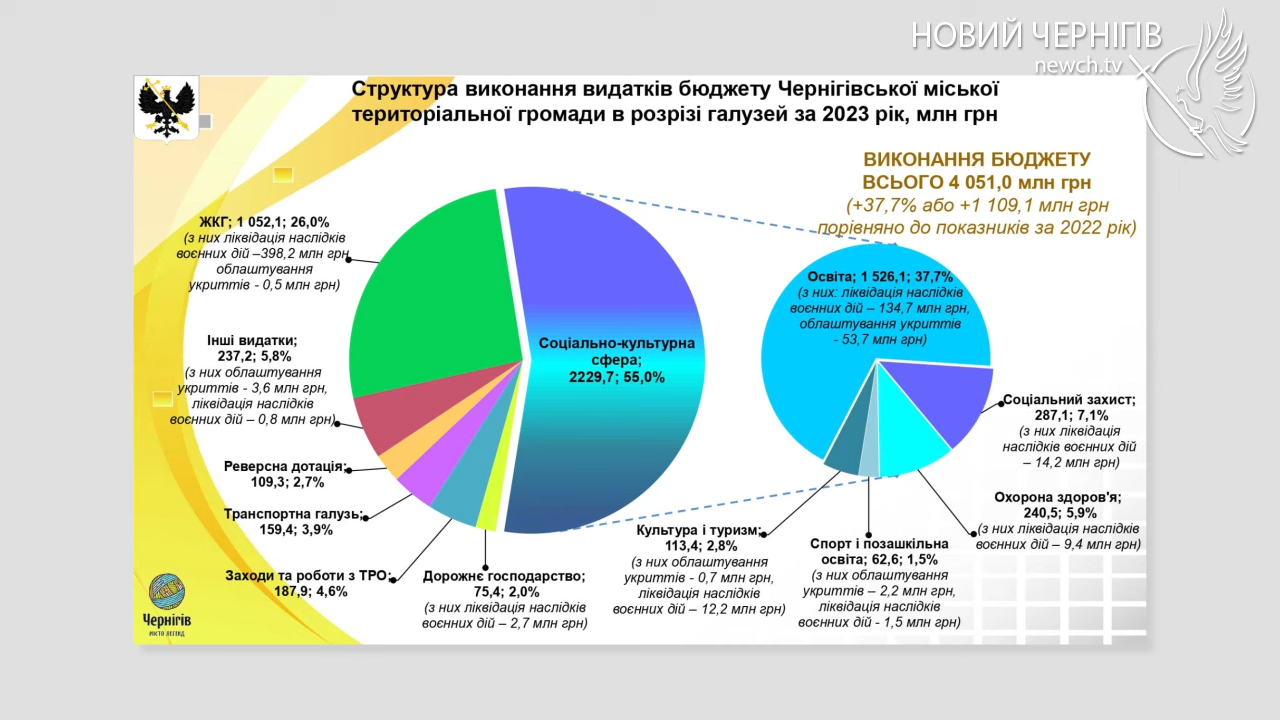 НОВИЙ ЧЕРНІГІВ
newch.tv
Структура виконання видатків бюджету Чернігівської міської
територіальної громади в розрізі галузей за 2023 рік, млн грн
ВИКОНАННЯ БЮДЖЕТУ
ВСЬОГО 4 051,0 млн грн
(+37,7% або +1 109,1 млн грн
порівняно до показників за 2022 рік)
ЖКГ; 1 052,1; 26,0%
(з них ліквідація наслідків
воєнних дій –398,2 млн грн,
облаштування
укриттів - 0,5 млн грн)
Інші видатки;
237,2; 5,8%
(з них облаштування
укриттів - 3,6 млн грн,
ліквідація наслідків
воєнних дій – 0,8 млн грн)
Реверсна дотація;
109,3; 2,7%
Транспортна галузь;
159,4; 3,9%
Заходи та роботи з ТРО;
187,9; 4,6%
Дорожнє господарство;
75,4; 2,0%
(з них ліквідація наслідків
воєнних дій – 2,7 млн грн)
Соціально-культурна
сфера;
2229,7; 55,0%
Освіта; 1 526,1; 37,7%
(з них: ліквідація наслідків
воєнних дій – 134,7 млн грн,
облаштування укриттів
- 53,7 млн грн)
Соціальний захист;
287,1; 7,1%
(з них ліквідація
наслідків воєнних дій
– 14,2 млн грн)
Охорона здоров'я;
240,5; 5,9%
(з них ліквідація наслідків
воєнних дій – 9,4 млн грн)
Культура і туризм;
113,4; 2,8%
(з них облаштування
укриттів - 0,7 млн грн,
ліквідація наслідків
воєнних дій – 12,2 млн грн)
Спорт і позашкільна
освіта; 62,6; 1,5%
(з них облаштування
укриттів – 2,2 млн грн,
ліквідація наслідків
воєнних дій - 1,5 млн грн)
Чернігів
МІСТО ЛЕГЕНД